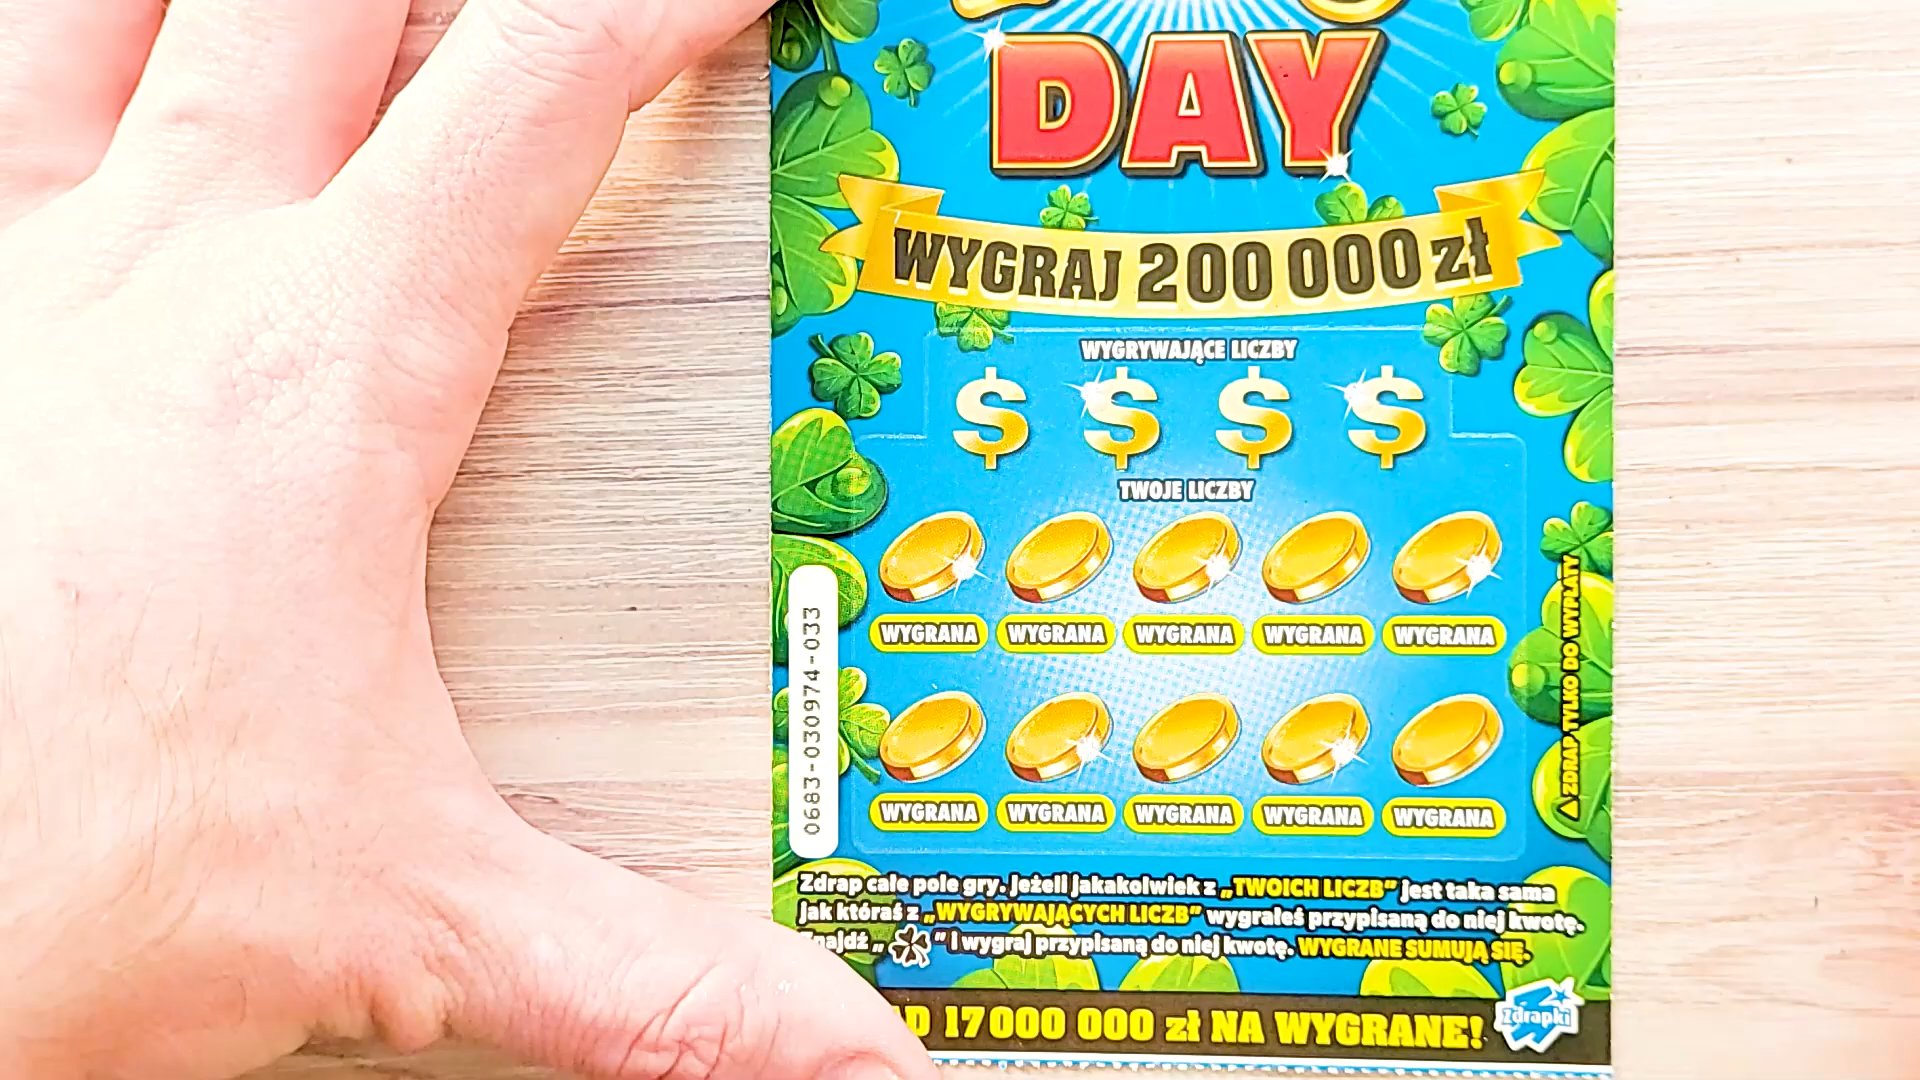 DAY
WYGRAJ 200 000 zł
WYGRYWAJĄCE LICZBY
$ $ $ $
TWOJE LICZBY
WYGRANA WYGRANA WYGRANA WYGRANA WYGRANA
WYGRANA WYGRANA WYGRANA WYGRANA WYGRANA
0683-030974-033
ZDRAP TYLKO DO WYPŁATY
Zdrap całe pole gry. Jeżeli jakakolwiek z „TWOICH LICZB” jest taka sama
jak któraś z „WYGRYWAJĄCYCH LICZB” wygrałeś przypisaną do niej kwotę.
Znajdź „ ” i wygraj przypisaną do niej kwotę. WYGRANE SUMUJĄ SIĘ.
17 000 000 zł NA WYGRANE!
Zdrapki